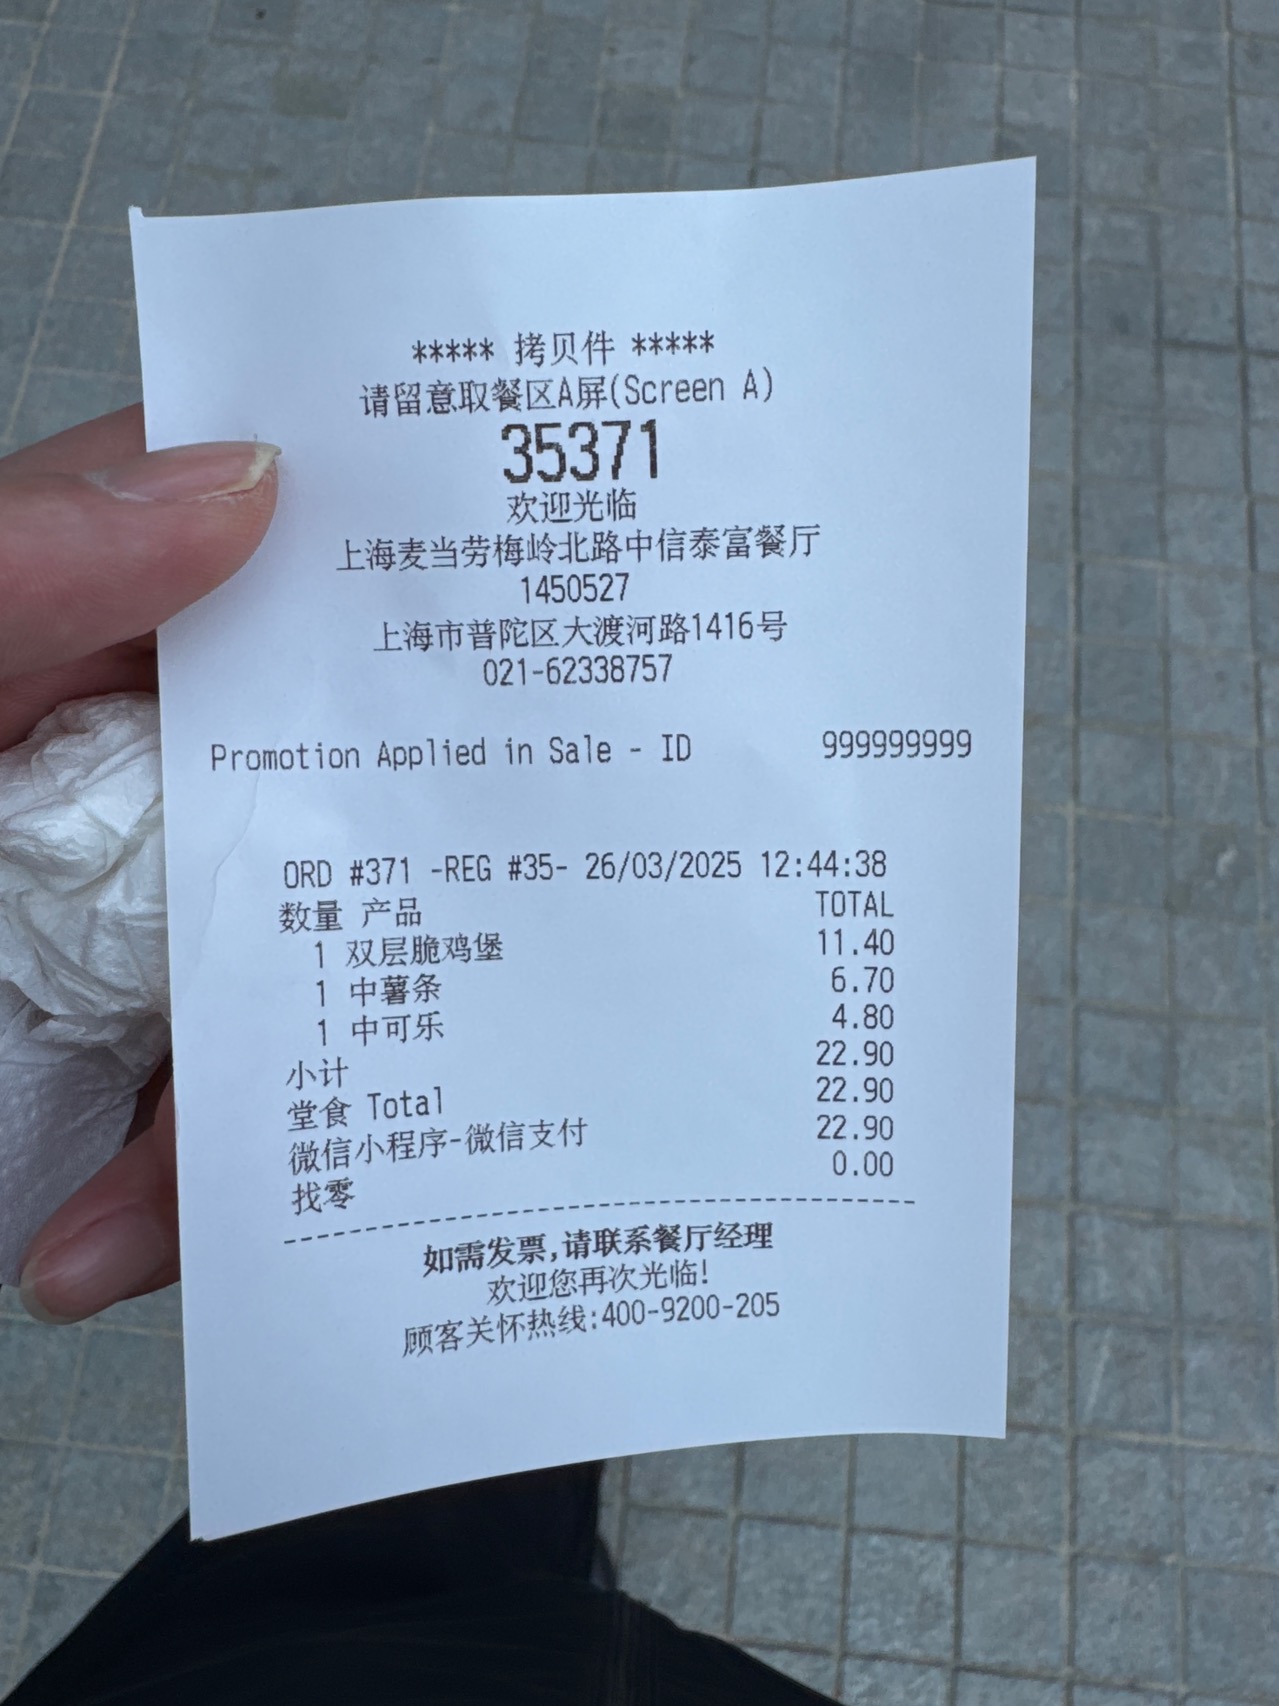 ***** 拷贝件 *****
请留意取餐区A屏(Screen A)
35371
欢迎光临
上海麦当劳梅岭北路中信泰富餐厅
1450527
上海市普陀区大渡河路1416号
021-62338757
Promotion Applied in Sale - ID 999999999
ORD #371 -REG #35- 26/03/2025 12:44:38
数量 产品 TOTAL
1 双层脆鸡堡 11.40
1 中薯条 6.70
1 中可乐 4.80
小计 22.90
堂食 Total 22.90
微信小程序-微信支付 22.90
找零 0.00
如需发票,请联系餐厅经理
欢迎您再次光临!
顾客关怀热线:400-9200-205